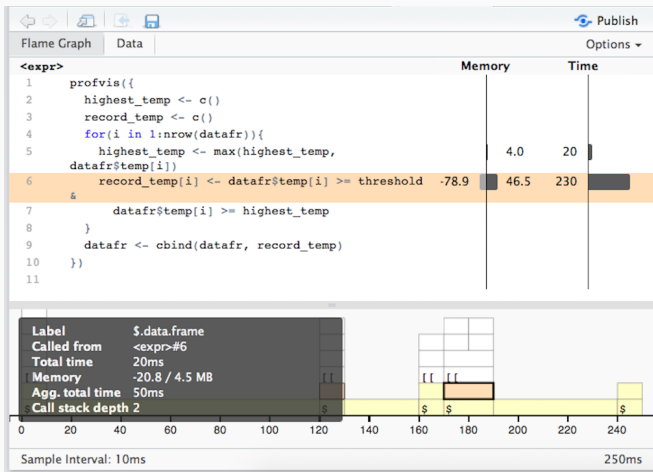 Publish
Flame Graph Data Options
<expr> Memory Time
1 profvis({
2 highest_temp <- c()
3 record_temp <- c()
4 for(i in 1:nrow(datafr)){
5 highest_temp <- max(highest_temp, 4.0 20
datafr$temp[i])
6 record_temp[i] <- datafr$temp[i] >= threshold -78.9 46.5 230
&
7 datafr$temp[i] >= highest_temp
8 }
9 datafr <- cbind(datafr, record_temp)
10 })
11
Label $.data.frame
Called from <expr>#6
Total time 20ms
Memory -20.8 / 4.5 MB [[ [[ [[
Agg. total time 50ms
Call stack depth 2 $ $ $ $
0 20 40 60 80 100 120 140 160 180 200 220 240
Sample Interval: 10ms 250ms